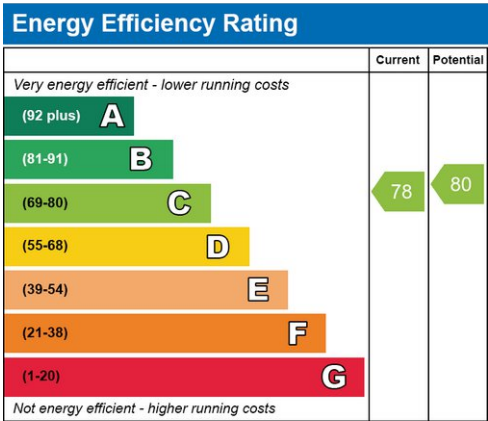 Energy Efficiency Rating
Current Potential
Very energy efficient - lower running costs
(92 plus) A
(81-91) B
(69-80) C 78 80
(55-68) D
(39-54) E
(21-38) F
(1-20) G
Not energy efficient - higher running costs